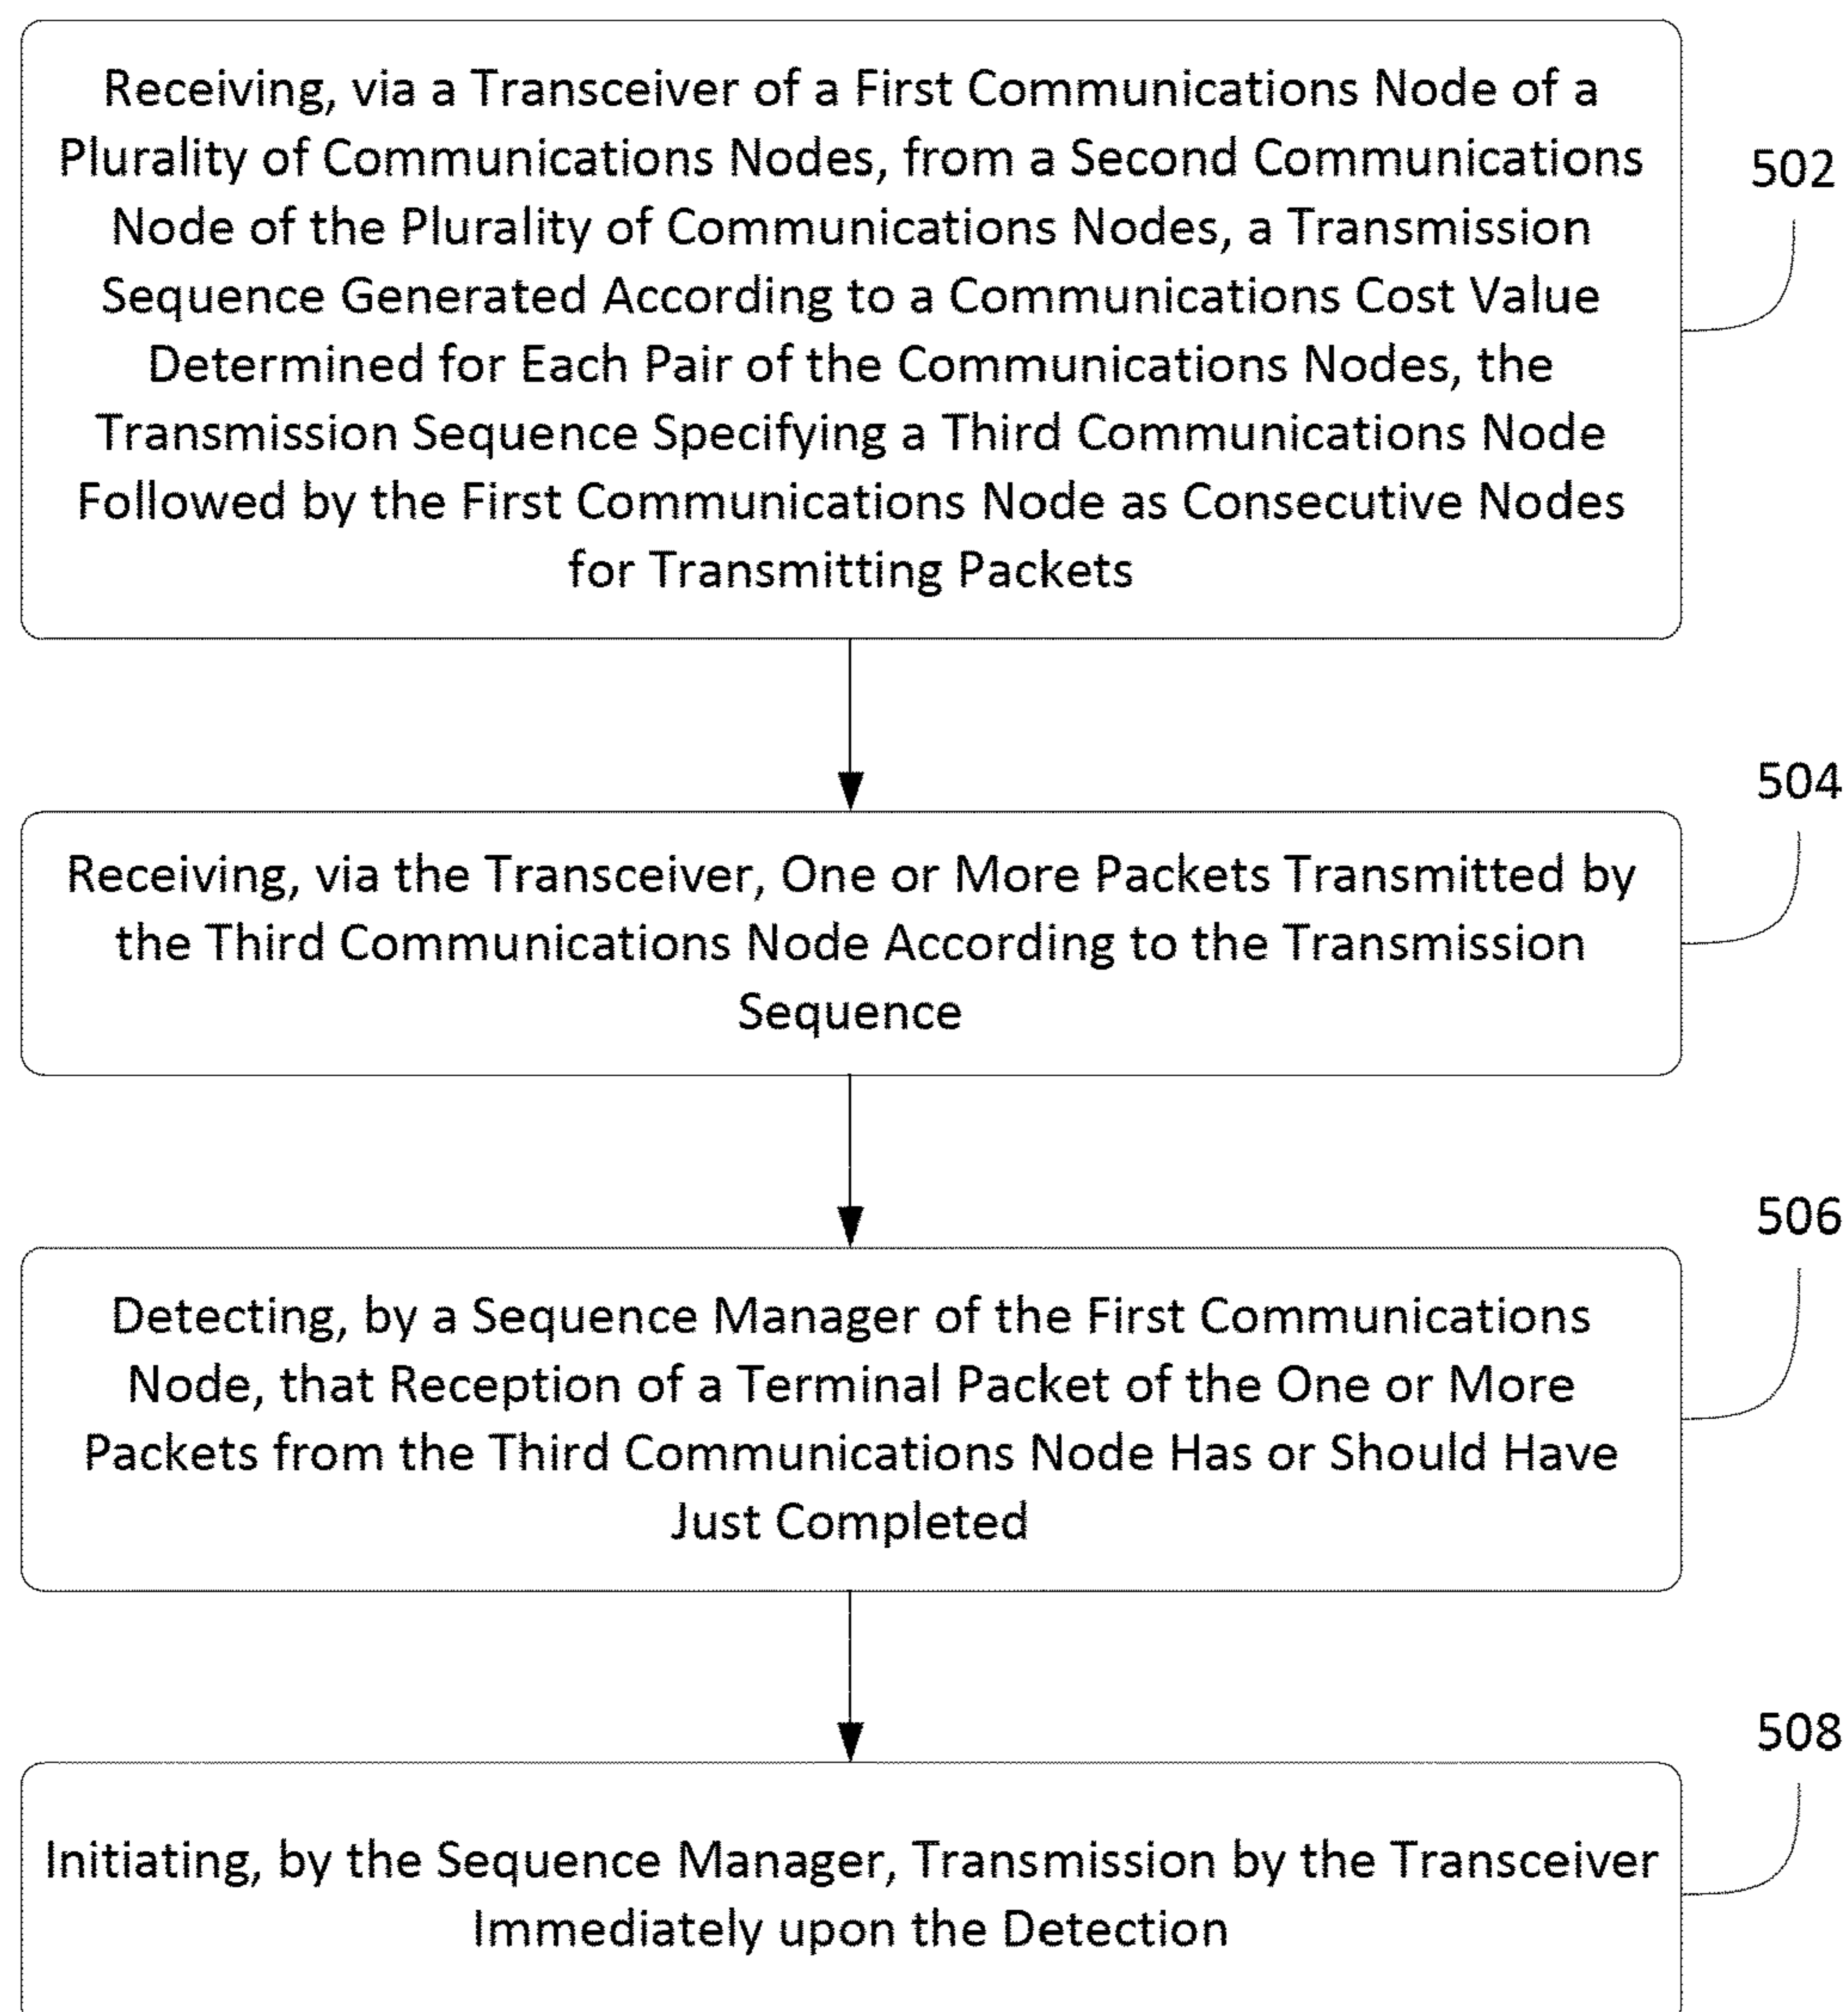 Receiving, via a Transceiver of a First Communications Node of a
Plurality of Communications Nodes, from a Second Communications
Node of the Plurality of Communications Nodes, a Transmission
Sequence Generated According to a Communications Cost Value
Determined for Each Pair of the Communications Nodes, the
Transmission Sequence Specifying a Third Communications Node
Followed by the First Communications Node as Consecutive Nodes
for Transmitting Packets
502
Receiving, via the Transceiver, One or More Packets Transmitted by
the Third Communications Node According to the Transmission
Sequence
504
Detecting, by a Sequence Manager of the First Communications
Node, that Reception of a Terminal Packet of the One or More
Packets from the Third Communications Node Has or Should Have
Just Completed
506
Initiating, by the Sequence Manager, Transmission by the Transceiver
Immediately upon the Detection
508